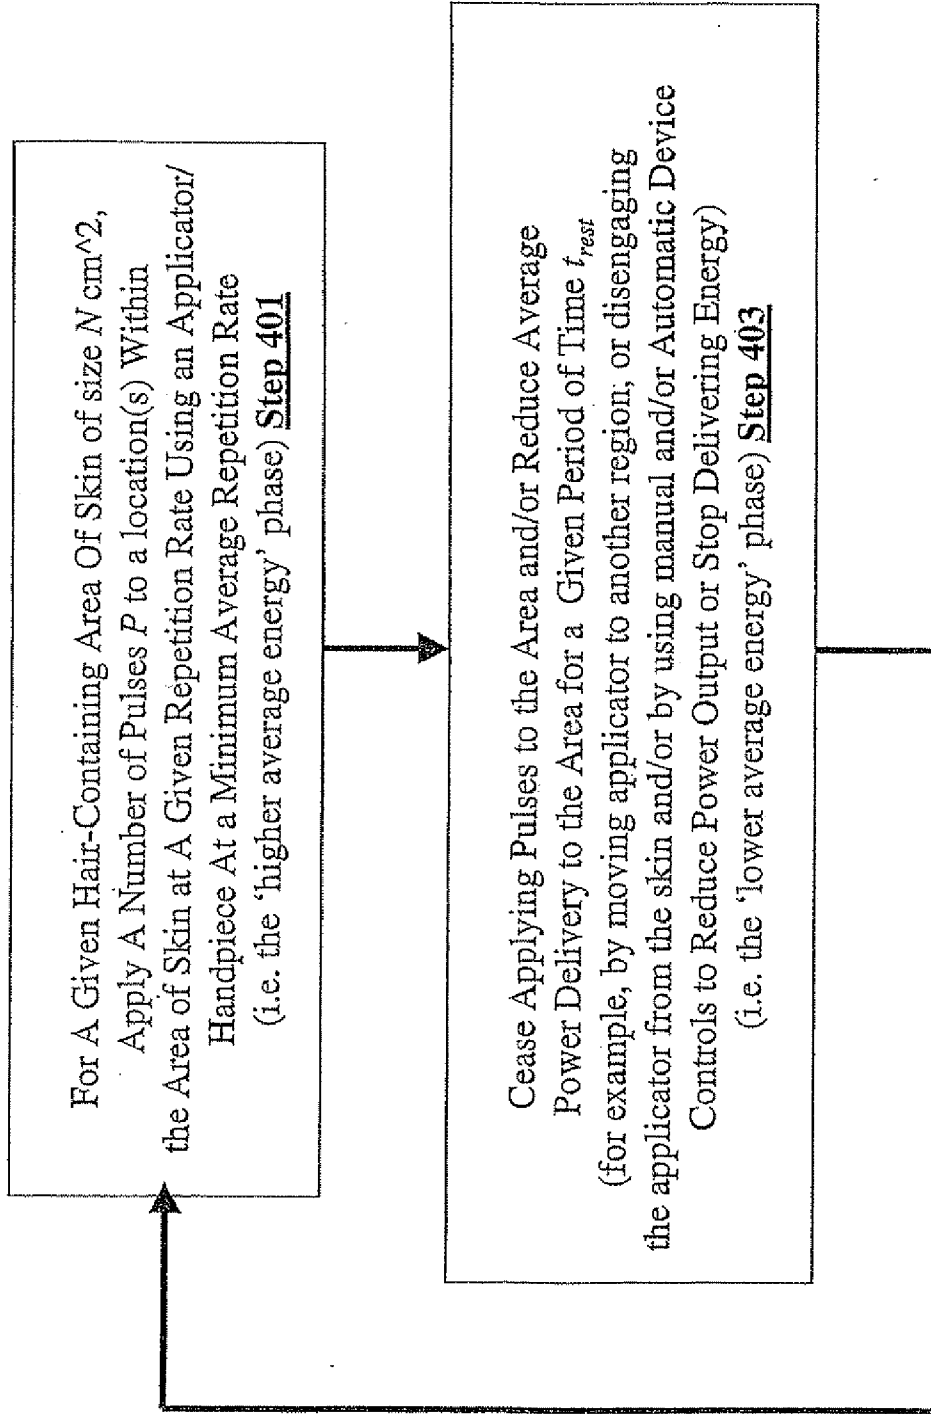 For A Given Hair-Containing Area Of Skin of size N cm^2,
Apply A Number of Pulses P to a location(s) Within
the Area of Skin at A Given Repetition Rate Using an Applicator/
Handpiece At a Minimum Average Repetition Rate
(i.e. the ‘higher average energy’ phase) Step 401
Cease Applying Pulses to the Area and/or Reduce Average
Power Delivery to the Area for a Given Period of Time t_rest
(for example, by moving applicator to another region; or disengaging
the applicator from the skin and/or by using manual and/or Automatic Device
Controls to Reduce Power Output or Stop Delivering Energy)
(i.e. the ‘lower average energy’ phase) Step 403